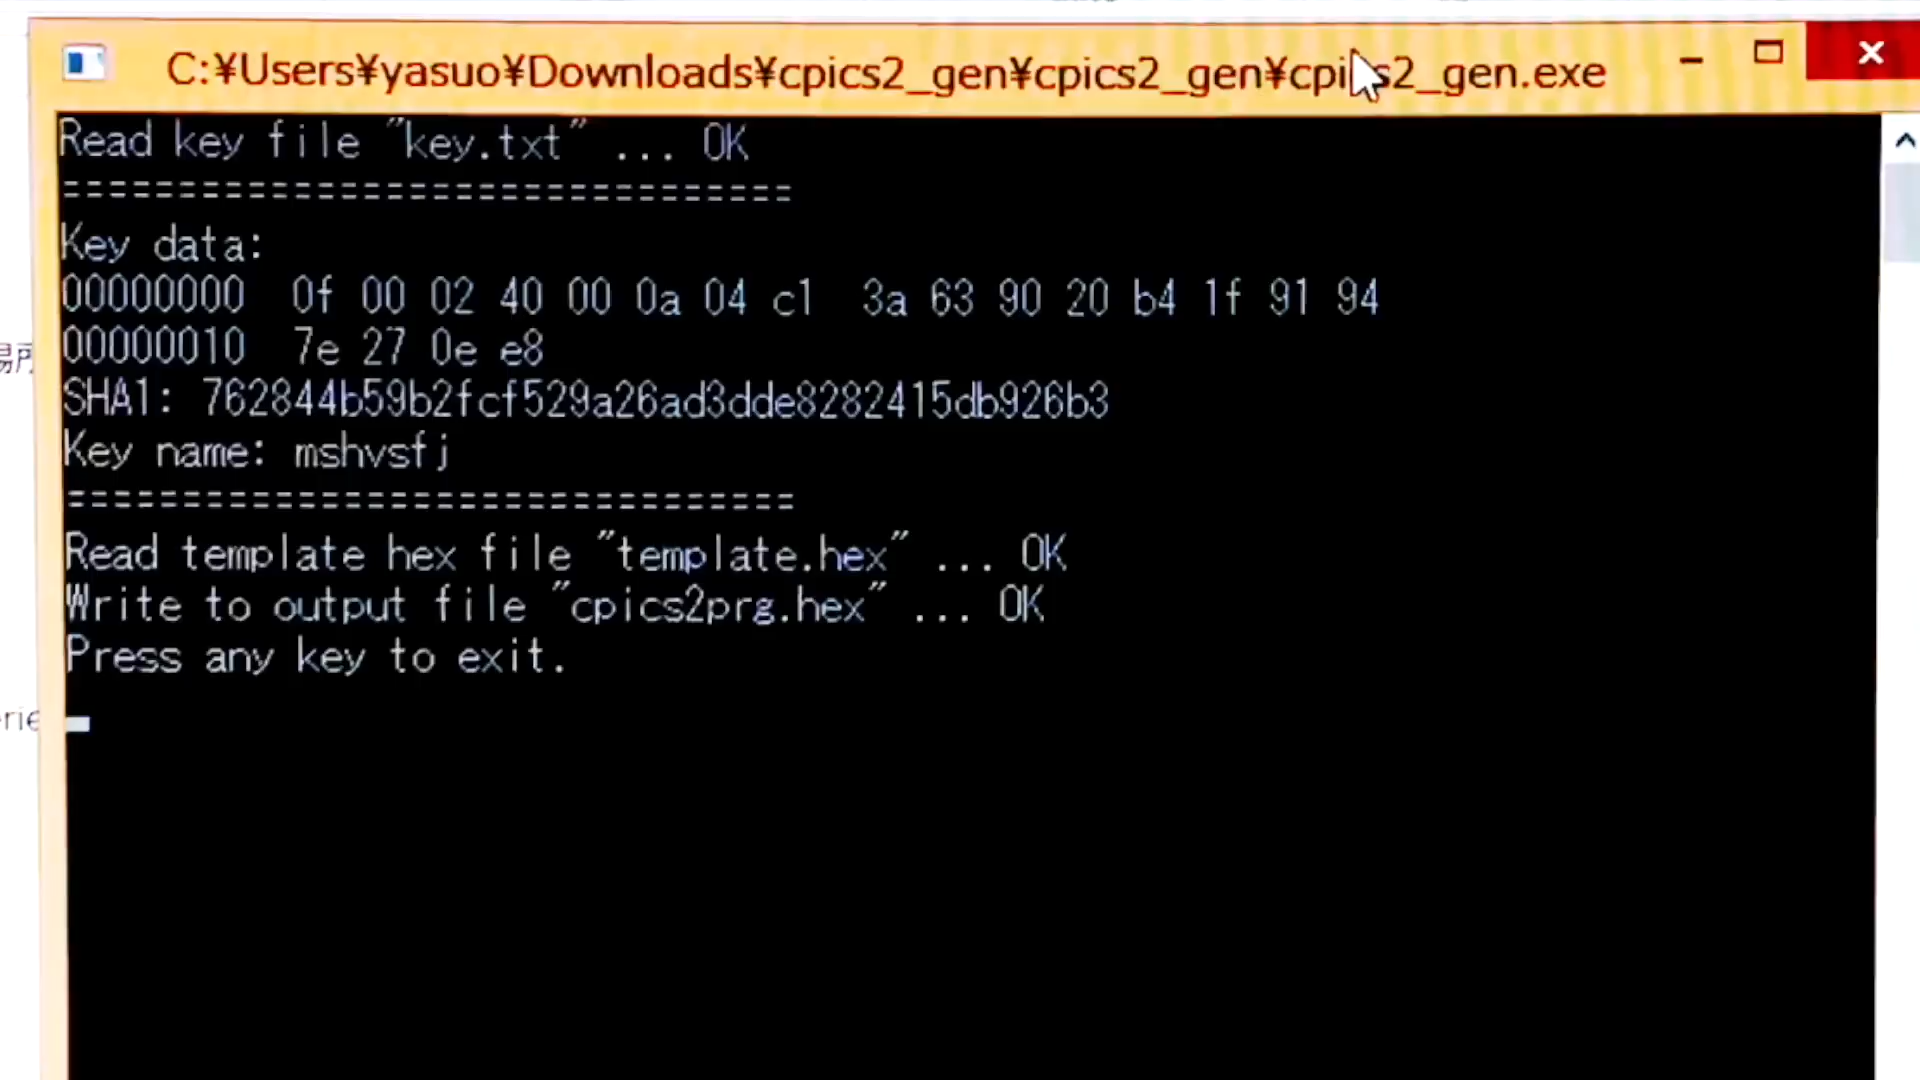 C:¥Users¥yasuo¥Downloads¥cpics2_gen¥cpics2_gen¥cpics2_gen.exe
Read key file "key.txt" ... OK
================================
Key data:
00000000  0f 00 02 40 00 0a 04 c1  3a 63 90 20 b4 1f 91 94
00000010  7e 27 0e e8
SHA1: 762844b59b2fcf529a26ad3dde8282415db926b3
Key name: mshvsfj
================================
Read template hex file "template.hex" ... OK
Write to output file "cpics2prg.hex" ... OK
Press any key to exit.